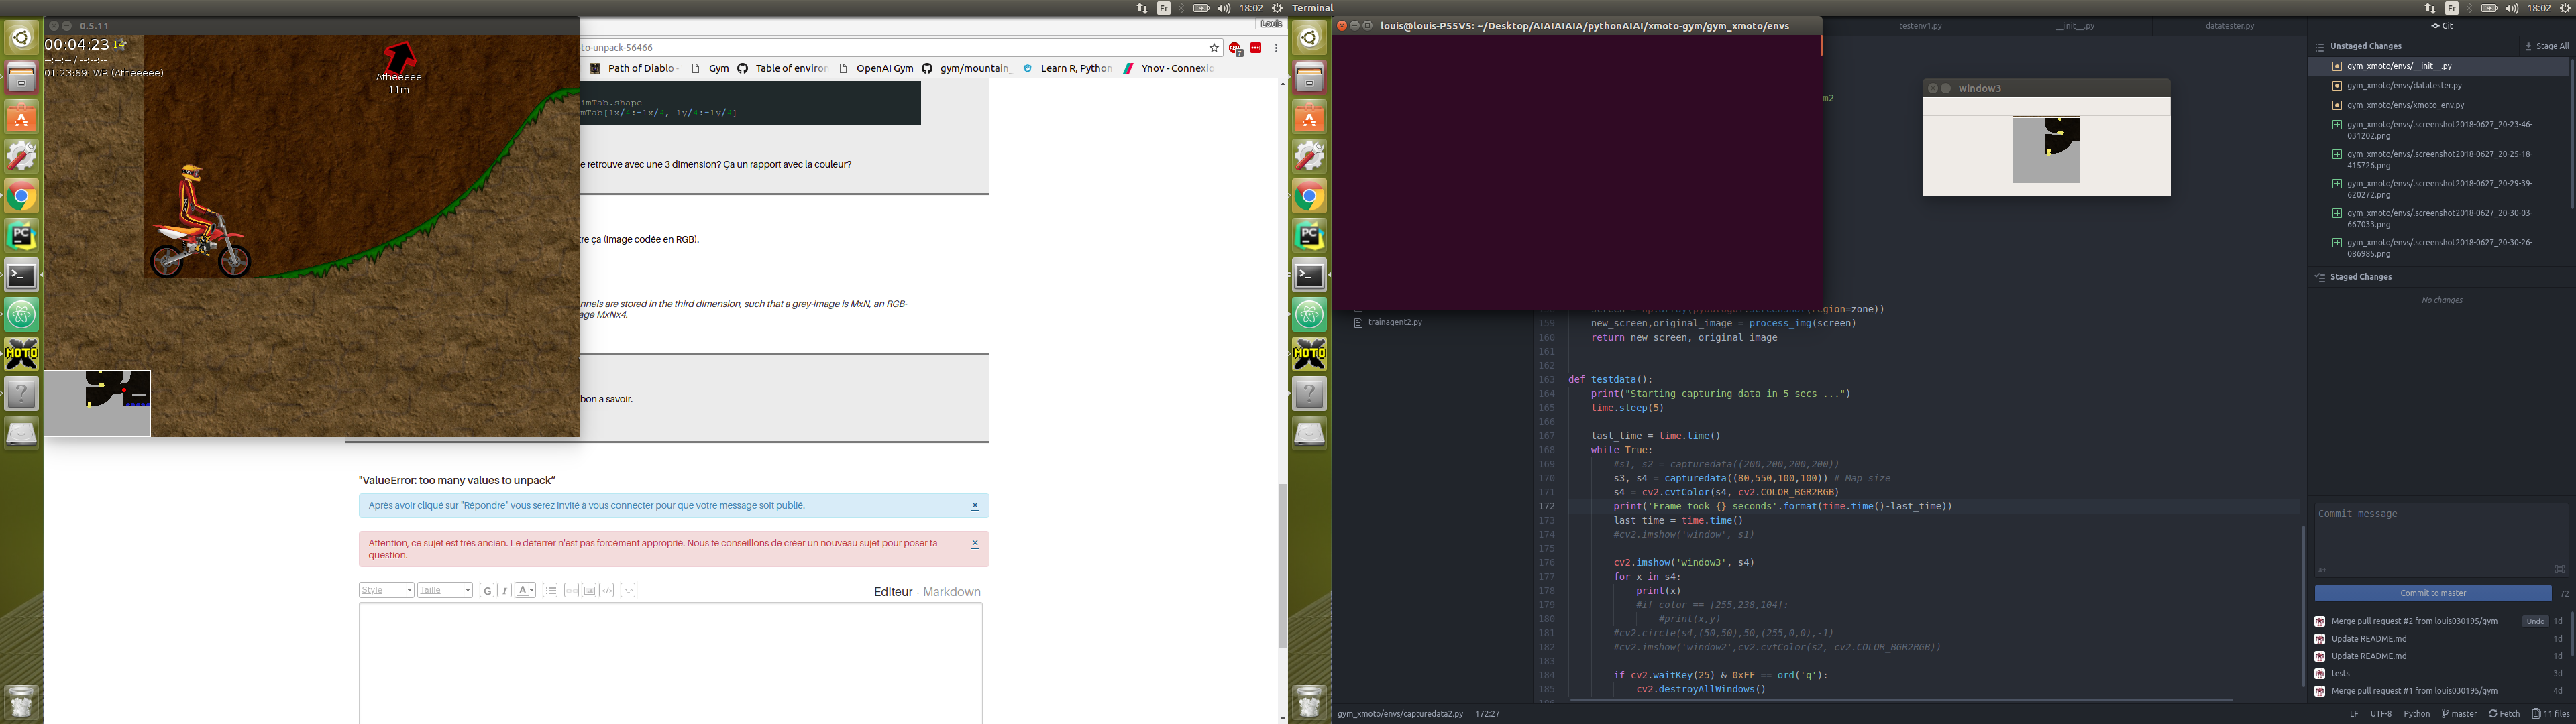 Fr
18:02
Terminal
Fr
18:02
0.5.11
00:04:23
--:--:-- / --:--:--
01:23:69: WR (Atheeeee)
Atheeeee
11m
Louis
to-unpack-56466
Path of Diablo -
Gym
Table of environ
OpenAI Gym
gym/mountain_
Learn R, Python
Ynov - Connexio
imTab.shape
mTab[lx/4:-lx/4, ly/4:-ly/4]
e retrouve avec une 3 dimension? Ça un rapport avec la couleur?
re ça (image codée en RGB).
nnels are stored in the third dimension, such that a grey-image is MxN, an RGB-
age MxNx4.
bon a savoir.
"ValueError: too many values to unpack"
Après avoir cliqué sur "Répondre" vous serez invité à vous connecter pour que votre message soit publié.
×
Attention, ce sujet est très ancien. Le déterrer n'est pas forcément approprié. Nous te conseillons de créer un nouveau sujet pour poser ta
question.
×
Style
Taille
G
I
A
Editeur - Markdown
MOTO
louis@louis-P55V5: ~/Desktop/AIAIAIAIA/pythonAIAI/xmoto-gym/gym_xmoto/envs
testenv1.py
__init__.py
datatester.py
window3
m2
trainagent2.py
MOTO
158 screen = np.array(pyautogui.screenshot(region=zone))
159 new_screen,original_image = process_img(screen)
160 return new_screen, original_image
161
162
163 def testdata():
164 print("Starting capturing data in 5 secs ...")
165 time.sleep(5)
166
167 last_time = time.time()
168 while True:
169 #s1, s2 = capturedata((200,200,200,200))
170 s3, s4 = capturedata((80,550,100,100)) # Map size
171 s4 = cv2.cvtColor(s4, cv2.COLOR_BGR2RGB)
172 print('Frame took {} seconds'.format(time.time()-last_time))
173 last_time = time.time()
174 #cv2.imshow('window', s1)
175
176 cv2.imshow('window3', s4)
177 for x in s4:
178 print(x)
179 #if color == [255,238,104]:
180 #print(x,y)
181 #cv2.circle(s4,(50,50),50,(255,0,0),-1)
182 #cv2.imshow('window2',cv2.cvtColor(s2, cv2.COLOR_BGR2RGB))
183
184 if cv2.waitKey(25) & 0xFF == ord('q'):
185 cv2.destroyAllWindows()
gym_xmoto/envs/capturedata2.py 172:27
Git
Unstaged Changes
Stage All
gym_xmoto/envs/__init__.py
gym_xmoto/envs/datatester.py
gym_xmoto/envs/xmoto_env.py
gym_xmoto/envs/.screenshot2018-0627_20-23-46-
031202.png
gym_xmoto/envs/.screenshot2018-0627_20-25-18-
415726.png
gym_xmoto/envs/.screenshot2018-0627_20-29-39-
620272.png
gym_xmoto/envs/.screenshot2018-0627_20-30-03-
667033.png
gym_xmoto/envs/.screenshot2018-0627_20-30-26-
086985.png
Staged Changes
No changes
Commit message
Commit to master
72
Merge pull request #2 from louis030195/gym
Undo
1d
Update README.md
1d
Update README.md
1d
tests
3d
Merge pull request #1 from louis030195/gym
4d
LF UTF-8 Python master Fetch 11 files